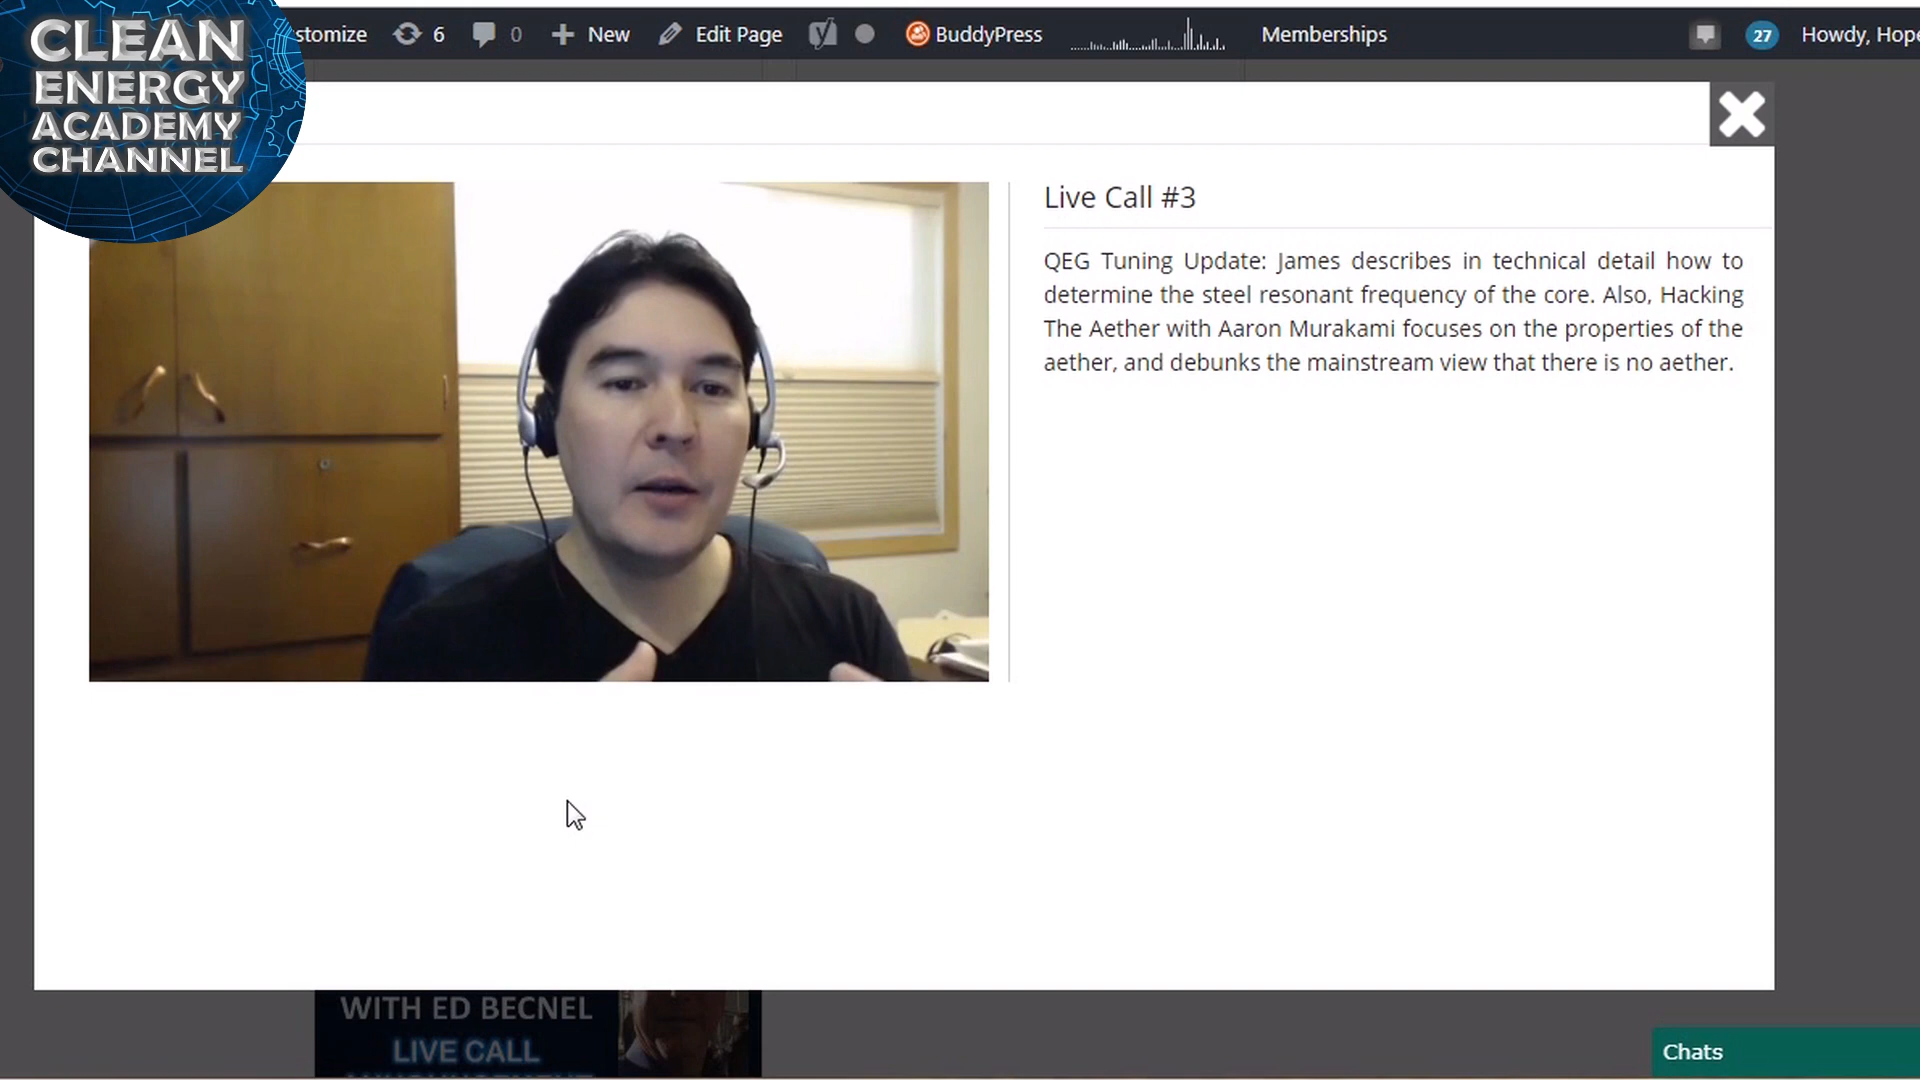 CLEAN
ENERGY
ACADEMY
CHANNEL
stomize 6 0 New Edit Page BuddyPress Memberships 27 Howdy, Hope
Live Call #3
QEG Tuning Update: James describes in technical detail how to
determine the steel resonant frequency of the core. Also, Hacking
The Aether with Aaron Murakami focuses on the properties of the
aether, and debunks the mainstream view that there is no aether.
WITH ED BECNEL
LIVE CALL
Chats